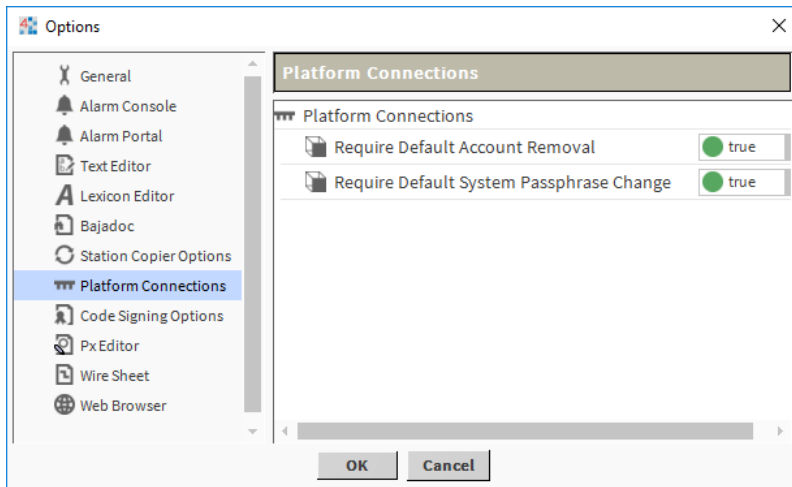 Options
General
Alarm Console
Alarm Portal
Text Editor
Lexicon Editor
Bajadoc
Station Copier Options
Platform Connections
Code Signing Options
Px Editor
Wire Sheet
Web Browser
Platform Connections
Platform Connections
Require Default Account Removal true
Require Default System Passphrase Change true
OK Cancel